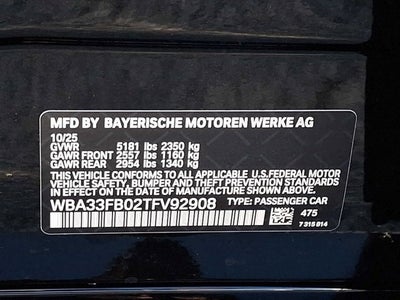 MFD BY BAYERISCHE MOTOREN WERKE AG
10/25
GVWR 5181 lbs 2350 kg
GAWR FRONT 2557 lbs 1160 kg
GAWR REAR 2954 lbs 1340 kg
THIS VEHICLE CONFORMS TO ALL APPLICABLE U.S.FEDERAL MOTOR
VEHICLE SAFETY, BUMPER AND THEFT PREVENTION STANDARDS
IN EFFECT ON THE DATE OF MANUFACTURE SHOWN ABOVE.
WBA33FB02TFV92908 TYPE: PASSENGER CAR
475
7 315 814